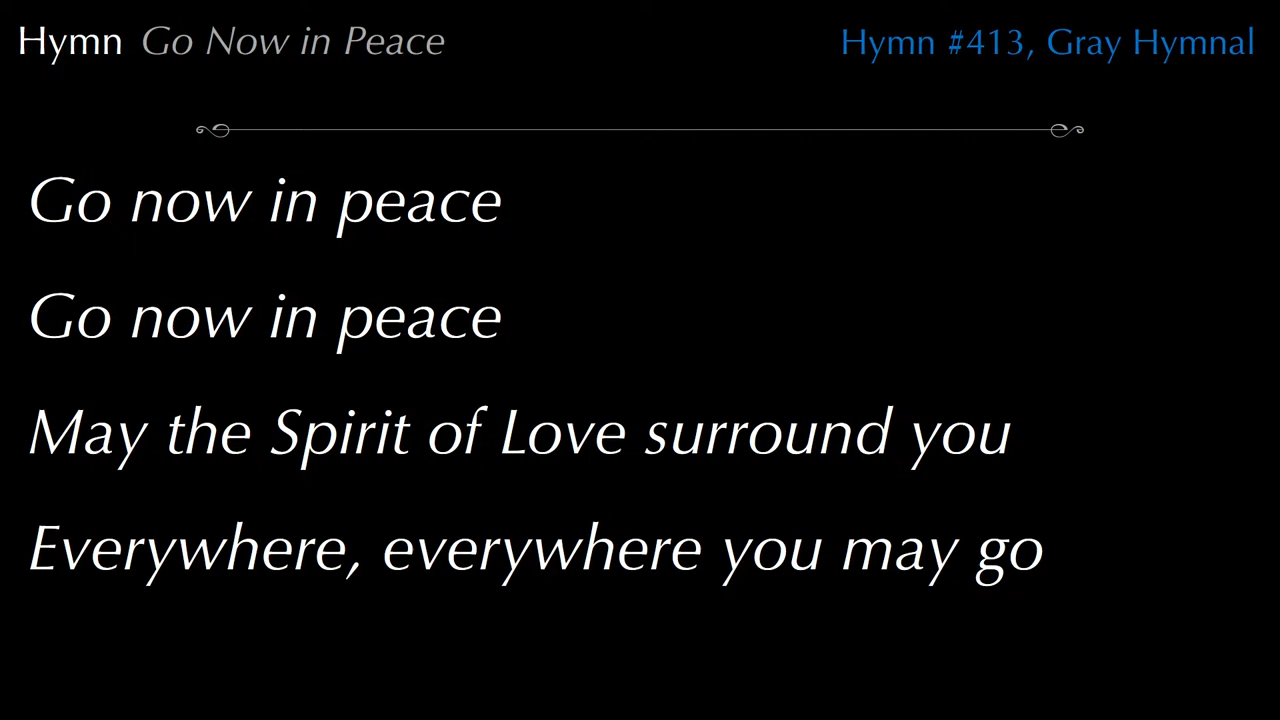 Hymn Go Now in Peace
Hymn #413, Gray Hymnal
Go now in peace
Go now in peace
May the Spirit of Love surround you
Everywhere, everywhere you may go